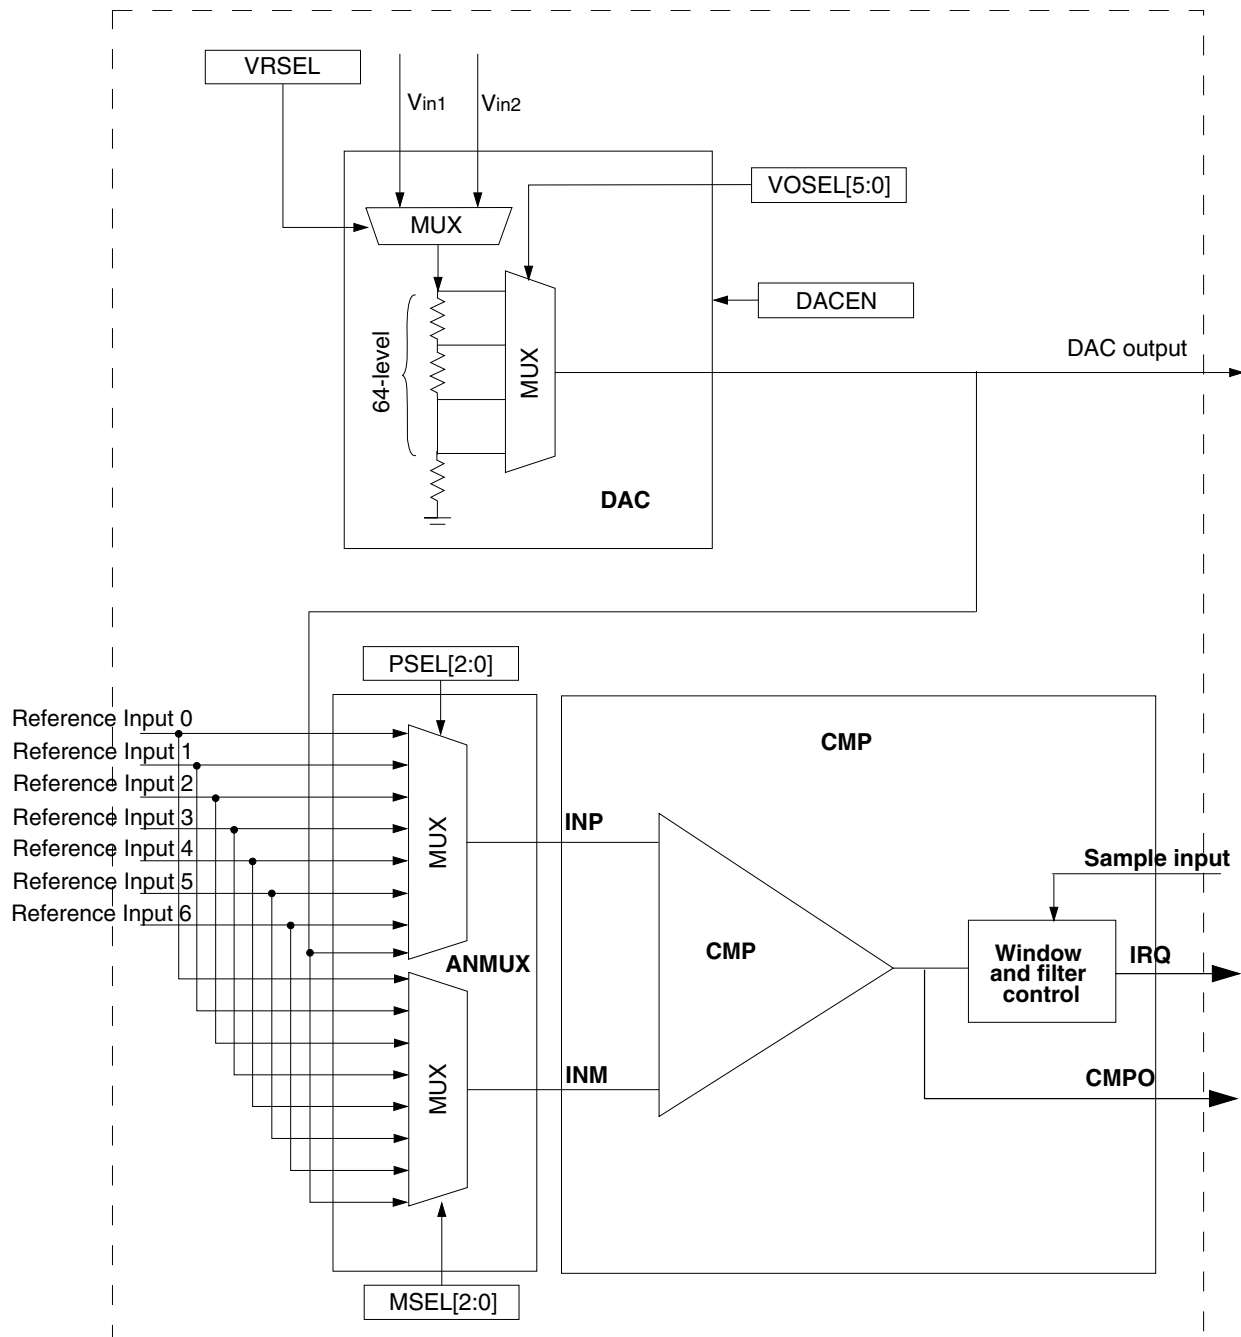 VRSEL
Vin1
Vin2
VOSEL[5:0]
MUX
DACEN
64-level
MUX
DAC output
DAC
PSEL[2:0]
Reference Input 0
Reference Input 1
Reference Input 2
Reference Input 3
Reference Input 4
Reference Input 5
Reference Input 6
MUX
ANMUX
MUX
MSEL[2:0]
CMP
INP
INM
CMP
Sample input
Window
and filter
control
IRQ
CMPO